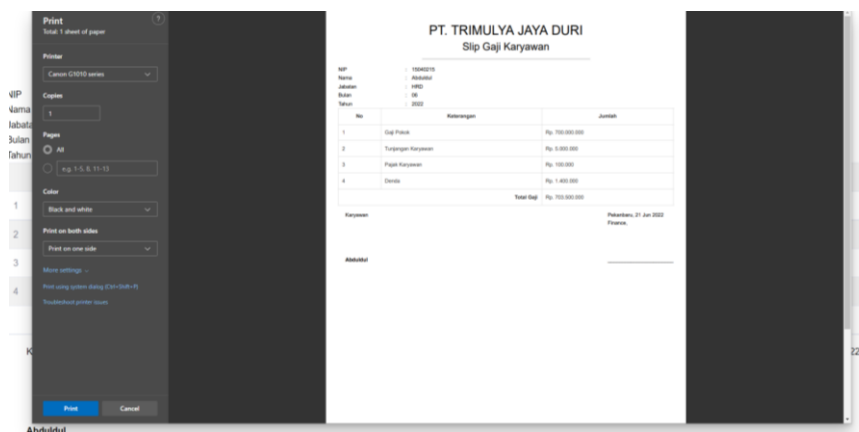 Print
Total: 1 sheet of paper
?
Printer
Canon G1010 series
Copies
1
Pages
All
e.g. 1-5, 8, 11-13
Color
Black and white
Print on both sides
Print on one side
More settings
Print using system dialog (Ctrl+Shift+P)
Troubleshoot printer issues
Print Cancel
PT. TRIMULYA JAYA DURI
Slip Gaji Karyawan
NIP : 15040215
Nama : Abduldul
Jabatan : HRD
Bulan : 06
Tahun : 2022
No Keterangan Jumlah
1 Gaji Pokok Rp. 700.000.000
2 Tunjangan Karyawan Rp. 5.000.000
3 Pajak Karyawan Rp. 100.000
4 Denda Rp. 1.400.000
Total Gaji Rp. 703.500.000
Karyawan Pekanbaru, 21 Jun 2022
Finance,
Abduldul
NIP
Nama
Jabata
Bulan
Tahun
1
2
3
4
K
22
Abduldul